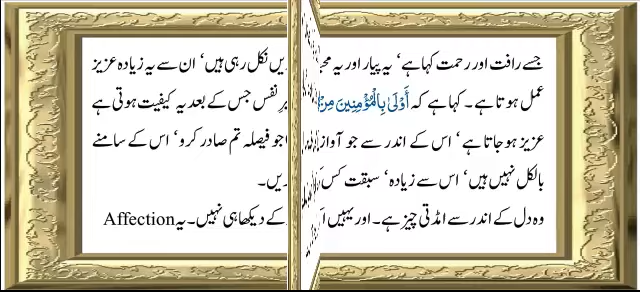 جسے رافت اور رحمت کہا ہے‘ یہ پیار اور یہ ریں نکل رہی ہیں‘ ان سے یہ زیادہ عزیز
عمل ہوتا ہے۔ کہا ہے کہ أَوْلٰى بِالْمُؤْمِنِينَ نفس جس کے بعد یہ کیفیت ہوتی ہے
عزیز ہو جاتا ہے‘ اس کے اندر سے جو آواز جو فیصلہ تم صادر کرو‘ اس کے سامنے
بالکل نہیں ہیں‘ اس سے زیادہ‘ سبقت کس ریں۔
وہ دل کے اندر سے امڈتی چیز ہے۔ اور یہیں کے دیکھا ہی نہیں۔ یہ Affection